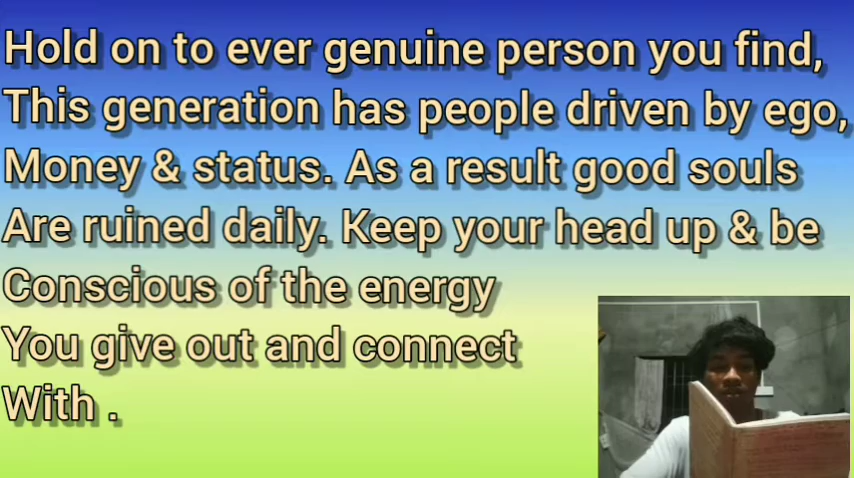 Hold on to ever genuine person you find,
This generation has people driven by ego,
Money & status. As a result good souls
Are ruined daily. Keep your head up & be
Conscious of the energy
You give out and connect
With .